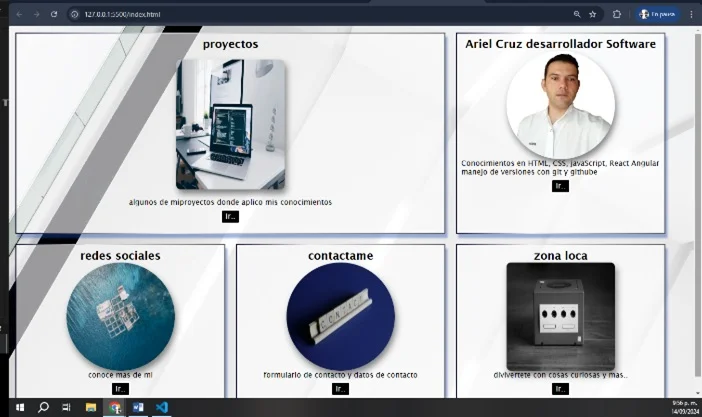 127.0.0.1:5500/index.html
En pausa
proyectos
algunos de miproyectos donde aplico mis conocimientos
Ir..
Ariel Cruz desarrollador Software
Conocimientos en HTML, CSS, JavaScript, React Angular
manejo de versiones con git y githube
Ir..
redes sociales
conoce mas de mi
Ir..
contactame
CONTACT
formulario de contacto y datos de contacto
Ir..
zona loca
divivertete con cosas curiosas y mas..
Ir..
9:56 p. m.
14/09/2024